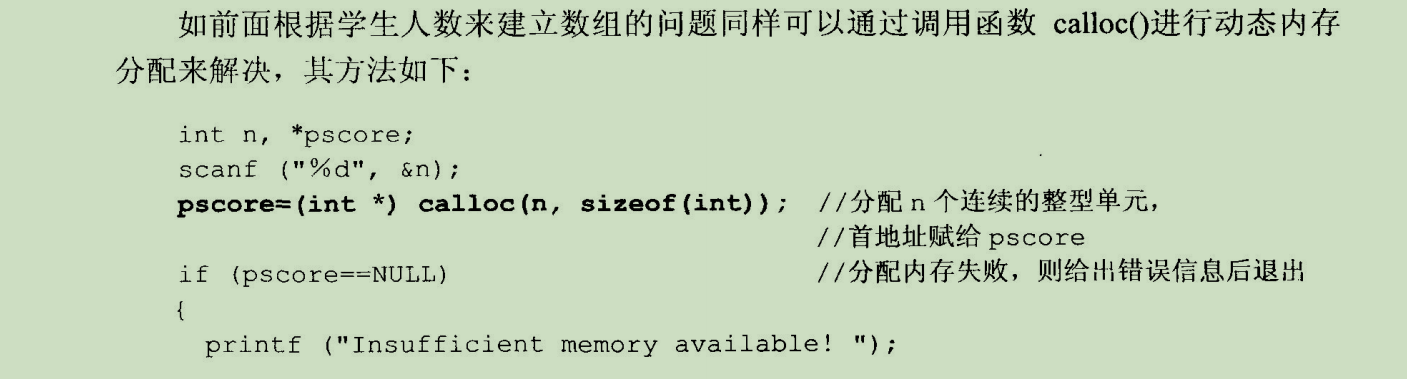 如前面根据学生人数来建立数组的问题同样可以通过调用函数 calloc()进行动态内存
分配来解决，其方法如下：
int n, *pscore;
scanf ("%d", &n);
pscore=(int *) calloc(n, sizeof(int)); //分配 n 个连续的整型单元,
//首地址赋给 pscore
if (pscore==NULL) //分配内存失败，则给出错误信息后退出
{
printf ("Insufficient memory available! ");